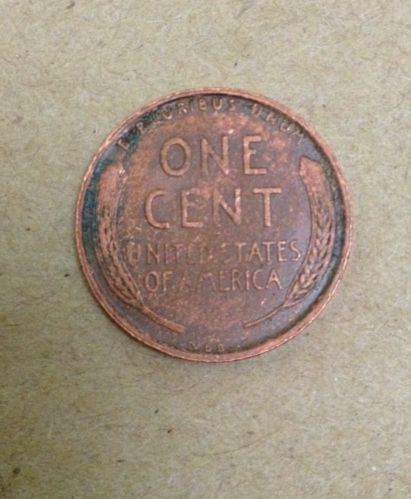 E·PLURIBUS·UNUM
ONE
CENT
UNITED·STATES
OF·AMERICA
V.D.B.